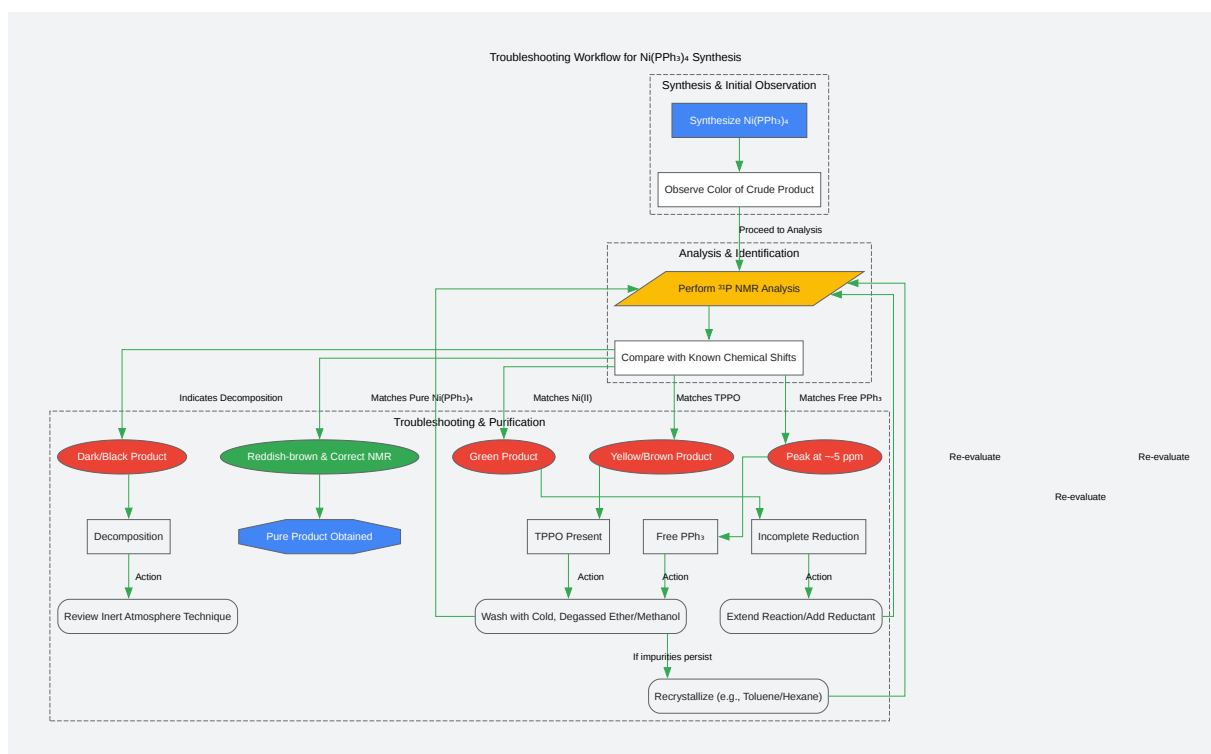 Troubleshooting Workflow for Ni(PPh₃)₄ Synthesis
Synthesis & Initial Observation
Synthesize Ni(PPh₃)₄
Observe Color of Crude Product
Proceed to Analysis
Analysis & Identification
Perform ³¹P NMR Analysis
Compare with Known Chemical Shifts
Indicates Decomposition
Matches Pure Ni(PPh₃)₄
Matches Ni(II)
Matches TPPO
Matches Free PPh₃
Troubleshooting & Purification
Dark/Black Product
Reddish-brown & Correct NMR
Green Product
Yellow/Brown Product
Peak at ~-5 ppm
Re-evaluate
Re-evaluate
Re-evaluate
Decomposition
Pure Product Obtained
TPPO Present
Free PPh₃
Incomplete Reduction
Action
Action
Action
Action
Review Inert Atmosphere Technique
Wash with Cold, Degassed Ether/Methanol
Extend Reaction/Add Reductant
If impurities persist
Recrystallize (e.g., Toluene/Hexane)